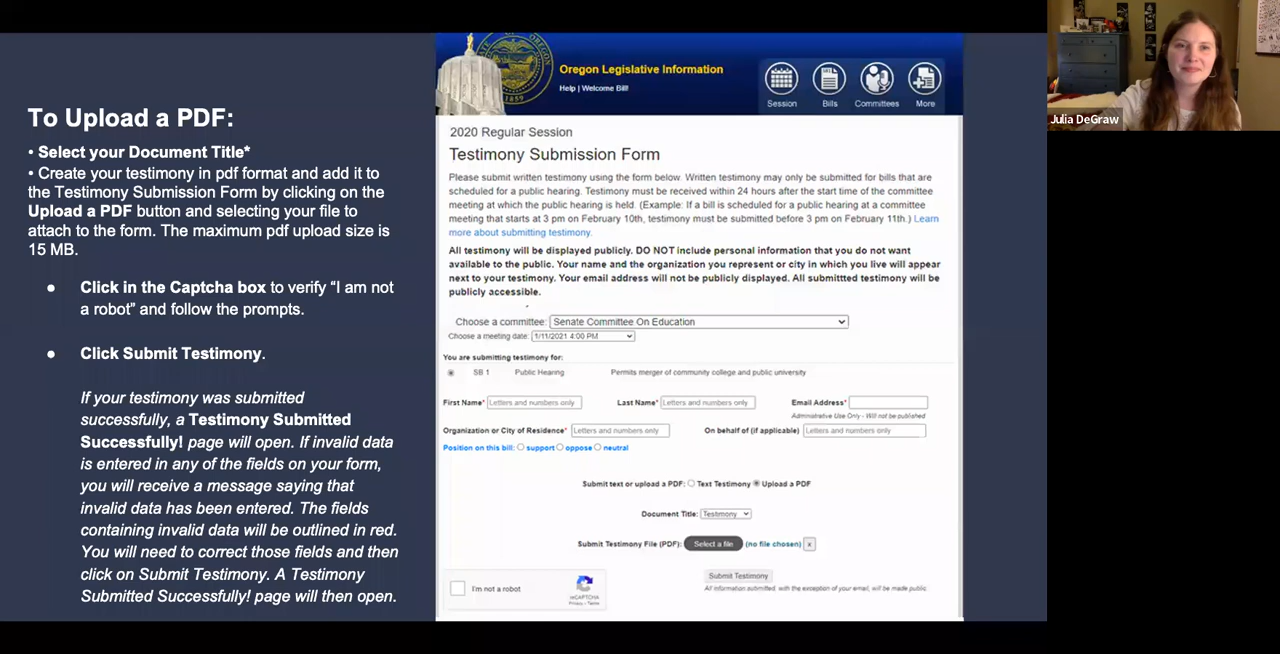 To Upload a PDF:
• Select your Document Title*
• Create your testimony in pdf format and add it to
the Testimony Submission Form by clicking on the
Upload a PDF button and selecting your file to
attach to the form. The maximum pdf upload size is
15 MB.
● Click in the Captcha box to verify “I am not
a robot” and follow the prompts.
● Click Submit Testimony.
If your testimony was submitted
successfully, a Testimony Submitted
Successfully! page will open. If invalid data
is entered in any of the fields on your form,
you will receive a message saying that
invalid data has been entered. The fields
containing invalid data will be outlined in red.
You will need to correct those fields and then
click on Submit Testimony. A Testimony
Submitted Successfully! page will then open.
STATE OF OREGON
1859
Oregon Legislative Information
Help | Welcome Bill!
Session Bills Committees More
2020 Regular Session
Testimony Submission Form
Please submit written testimony using the form below. Written testimony may only be submitted for bills that are
scheduled for a public hearing. Testimony must be received within 24 hours after the start time of the committee
meeting at which the public hearing is held. (Example: If a bill is scheduled for a public hearing at a committee
meeting that starts at 3 pm on February 10th, testimony must be submitted before 3 pm on February 11th.) Learn
more about submitting testimony.
All testimony will be displayed publicly. DO NOT include personal information that you do not want
available to the public. Your name and the organization you represent or city in which you live will appear
next to your testimony. Your email address will not be publicly displayed. All submittted testimony will be
publicly accessible.
Choose a committee: Senate Committee On Education
Choose a meeting date: 1/11/2021 4:00 PM
You are submitting testimony for:
SB 1 Public Hearing Permits merger of community college and public university
First Name* Letters and numbers only Last Name* Letters and numbers only Email Address*
Administrative Use Only - Will not be published
Organization or City of Residence* Letters and numbers only On behalf of (if applicable) Letters and numbers only
Position on this bill: support oppose neutral
Submit text or upload a PDF: Text Testimony Upload a PDF
Document Title: Testimony
Submit Testimony File (PDF): Select a file (no file chosen) x
I'm not a robot
reCAPTCHA
Privacy - Terms
Submit Testimony
All information submitted, with the exception of your email, will be made public.
Julia DeGraw